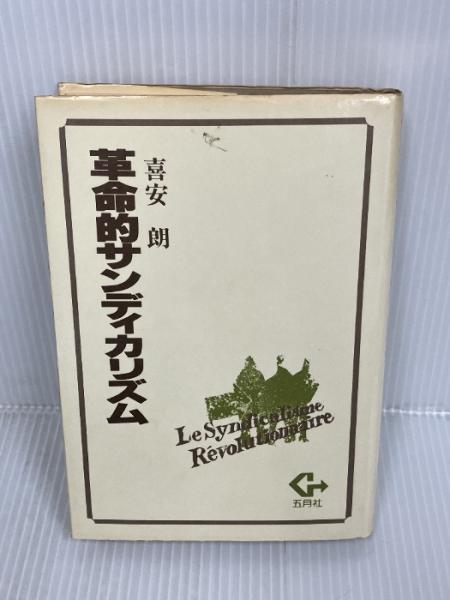 革命的サンディカリズム
喜安 朗
Le Syndicalisme
Révolutionnaire
五月社